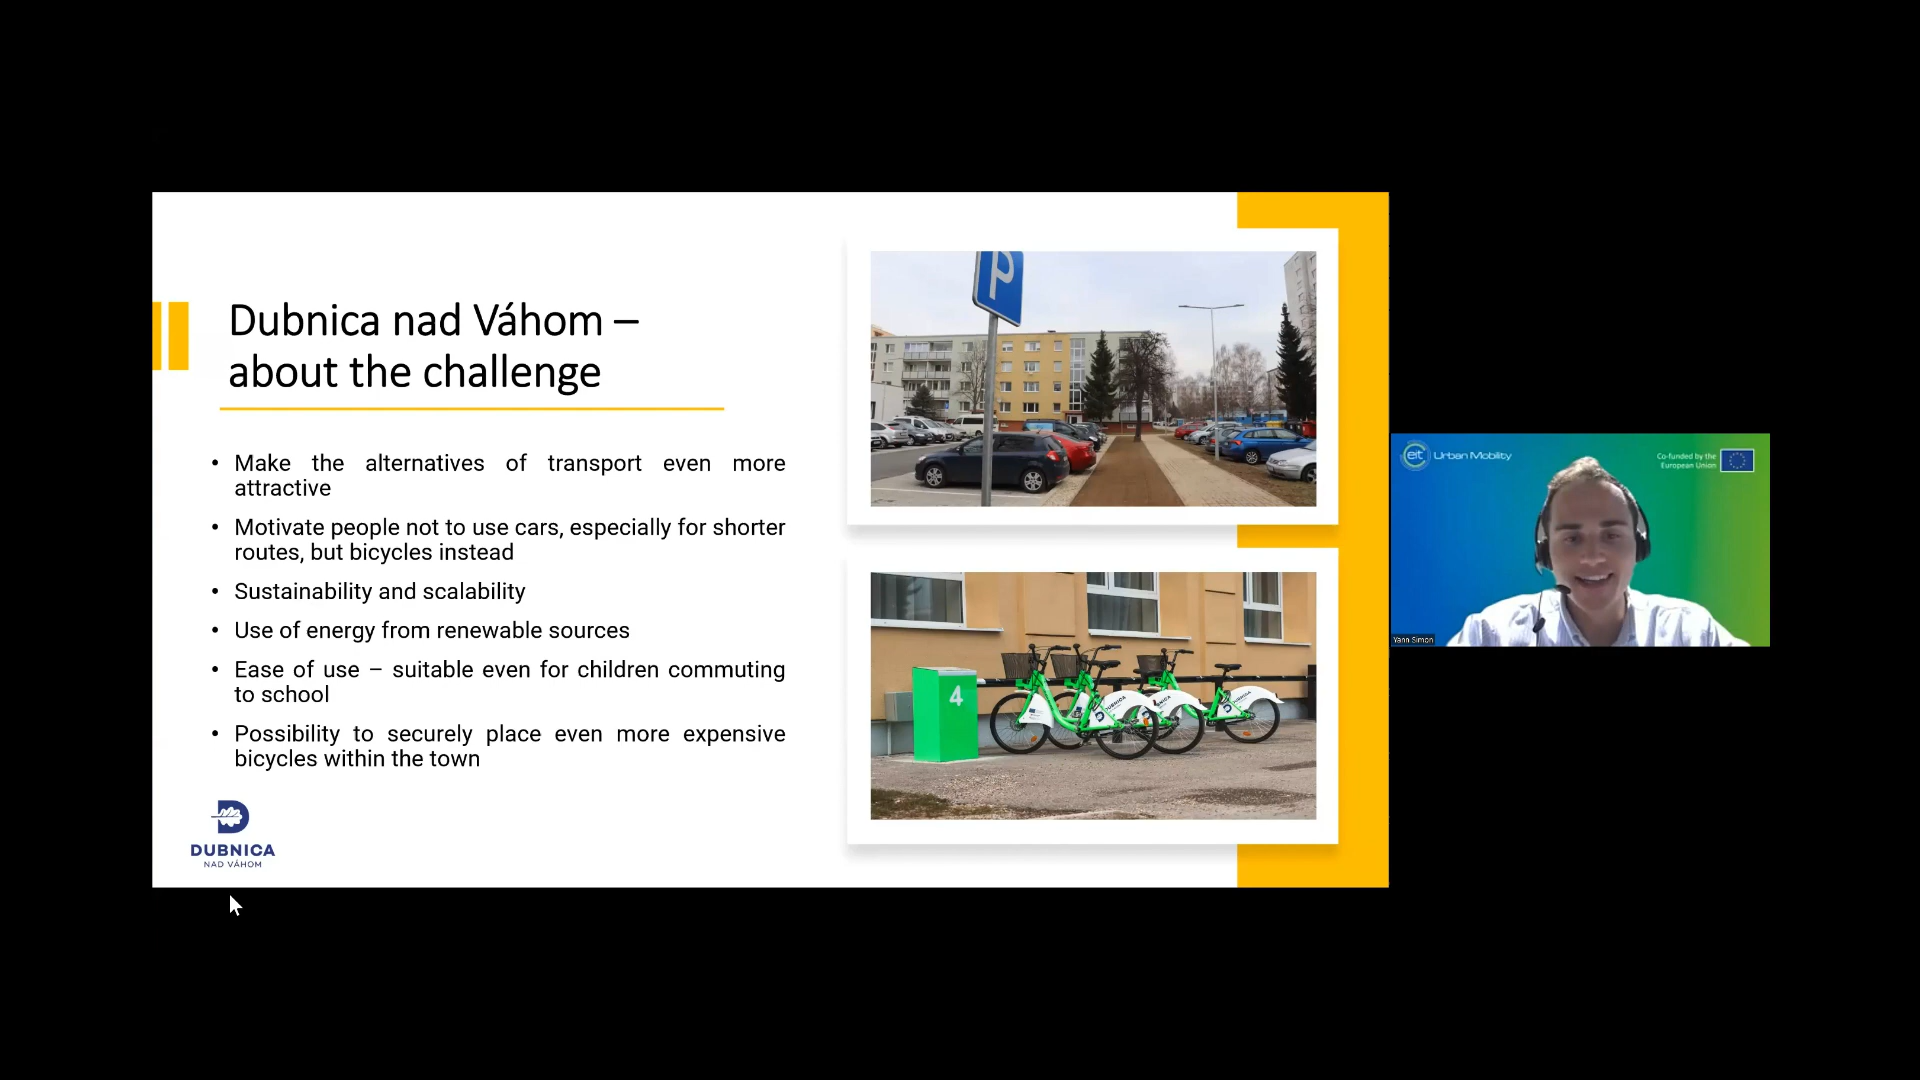 Dubnica nad Váhom –
about the challenge
• Make the alternatives of transport even more
attractive
• Motivate people not to use cars, especially for shorter
routes, but bicycles instead
• Sustainability and scalability
• Use of energy from renewable sources
• Ease of use – suitable even for children commuting
to school
• Possibility to securely place even more expensive
bicycles within the town
DUBNICA
NAD VÁHOM
P
4
DUBNICA
DUBNICA
eit Urban Mobility
Co-funded by the
European Union
Yann Simon